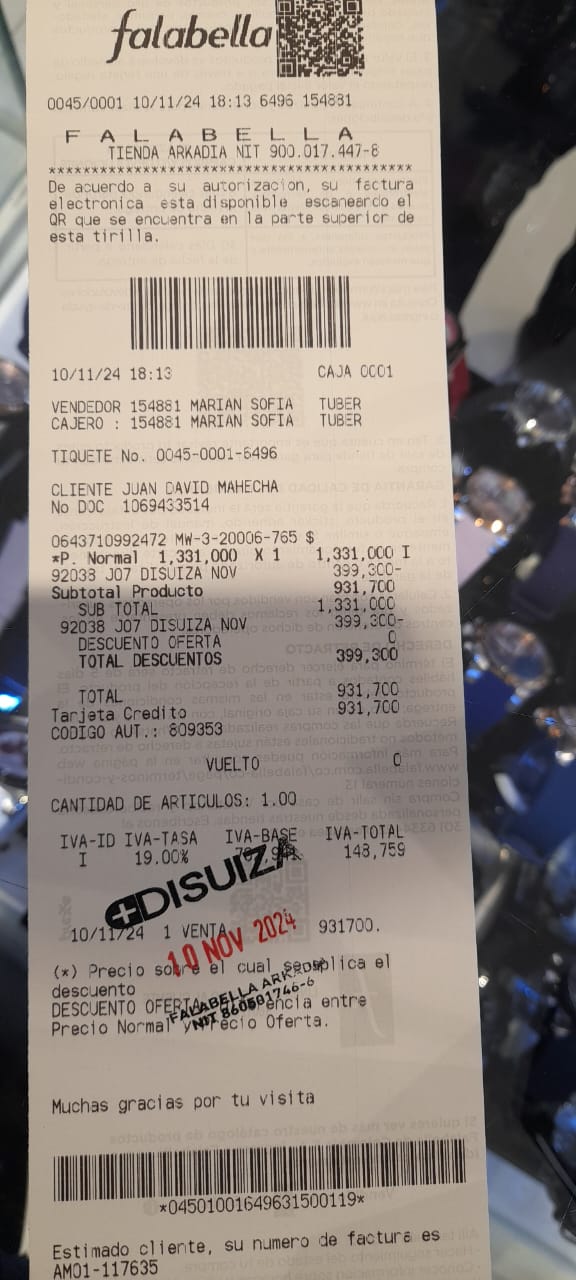 falabella
0045/0001 10/11/24 18:13 6496 154881
F A L A B E L L A
TIENDA ARKADIA NIT 900.017.447-8
****************************************************
De acuerdo a su autorizacion, su factura
electronica esta disponible escaneando el
QR que se encuentra en la parte superior de
esta tirilla.
10/11/24 18:13 CAJA 0001
VENDEDOR 154881 MARIAN SOFIA TUBER
CAJERO : 154881 MARIAN SOFIA TUBER
TIQUETE No. 0045-0001-6496
CLIENTE JUAN DAVID MAHECHA
No DOC 1069433514
0643710992472 MW-3-20006-765 $
*P. Normal 1,331,000 X 1 1,331,000 I
92038 J07 DISUIZA NOV 399,300-
Subtotal Producto 931,700
SUB TOTAL 1,331,000
92038 J07 DISUIZA NOV 399,300-
DESCUENTO OFERTA 0
TOTAL DESCUENTOS 399,300
TOTAL 931,700
Tarjeta Credito 931,700
CODIGO AUT.: 809353
VUELTO 0
CANTIDAD DE ARTICULOS: 1.00
IVA-ID IVA-TASA IVA-BASE IVA-TOTAL
I 19.00% 148,759
DISUIZA
10/11/24 1 VENTA 931700.
10 NOV 2024
(*) Precio sobre el cual se aplica el
descuento
FALABELLA ARKADIA
NIT 860501746-6
DESCUENTO OFERTA: entre
Precio Normal y Precio Oferta.
Muchas gracias por tu visita
*04501001649631500119*
Estimado cliente, su numero de factura es
AM01-117635